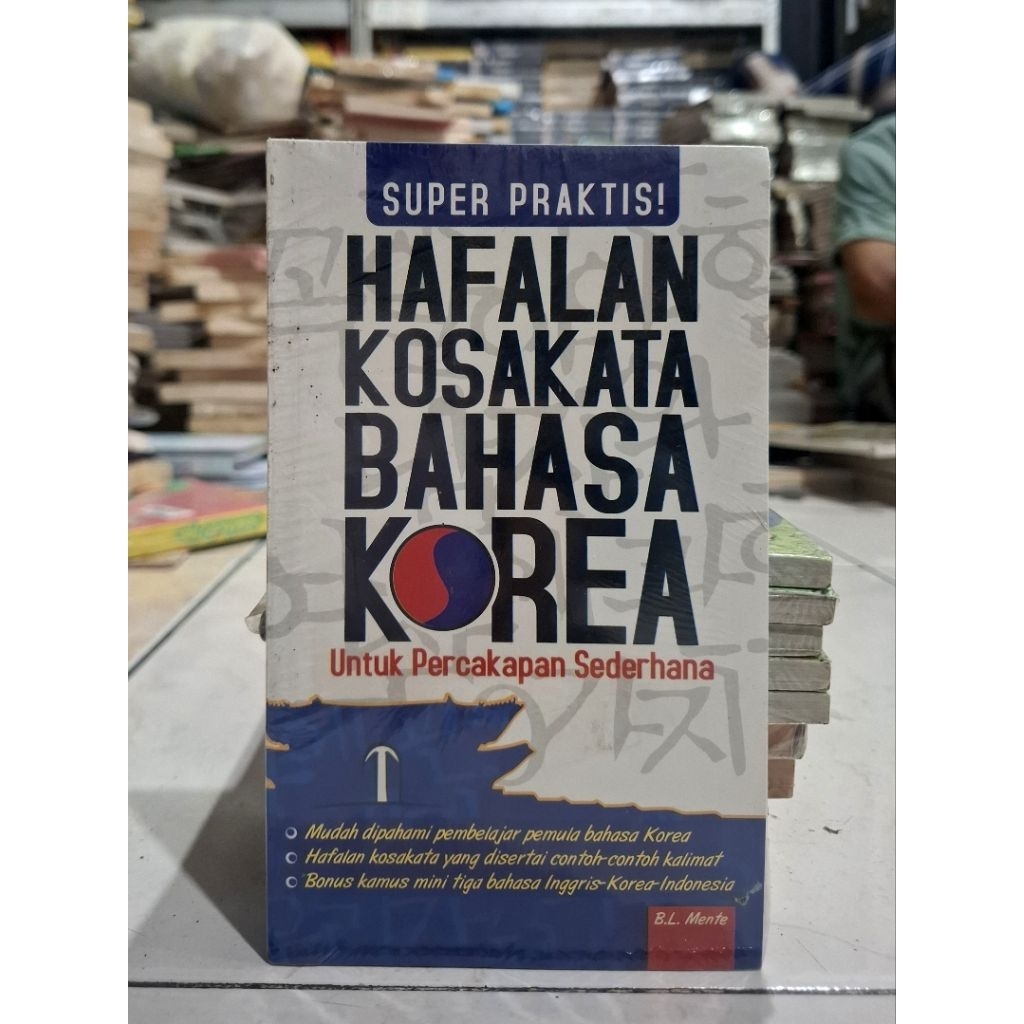 SUPER PRAKTIS!
HAFALAN
KOSAKATA
BAHASA
KOREA
Untuk Percakapan Sederhana
Mudah dipahami pembelajar pemula bahasa Korea
Hafalan kosakata yang disertai contoh-contoh kalimat
Bonus kamus mini tiga bahasa Inggris-Korea-Indonesia
B.L. Mente